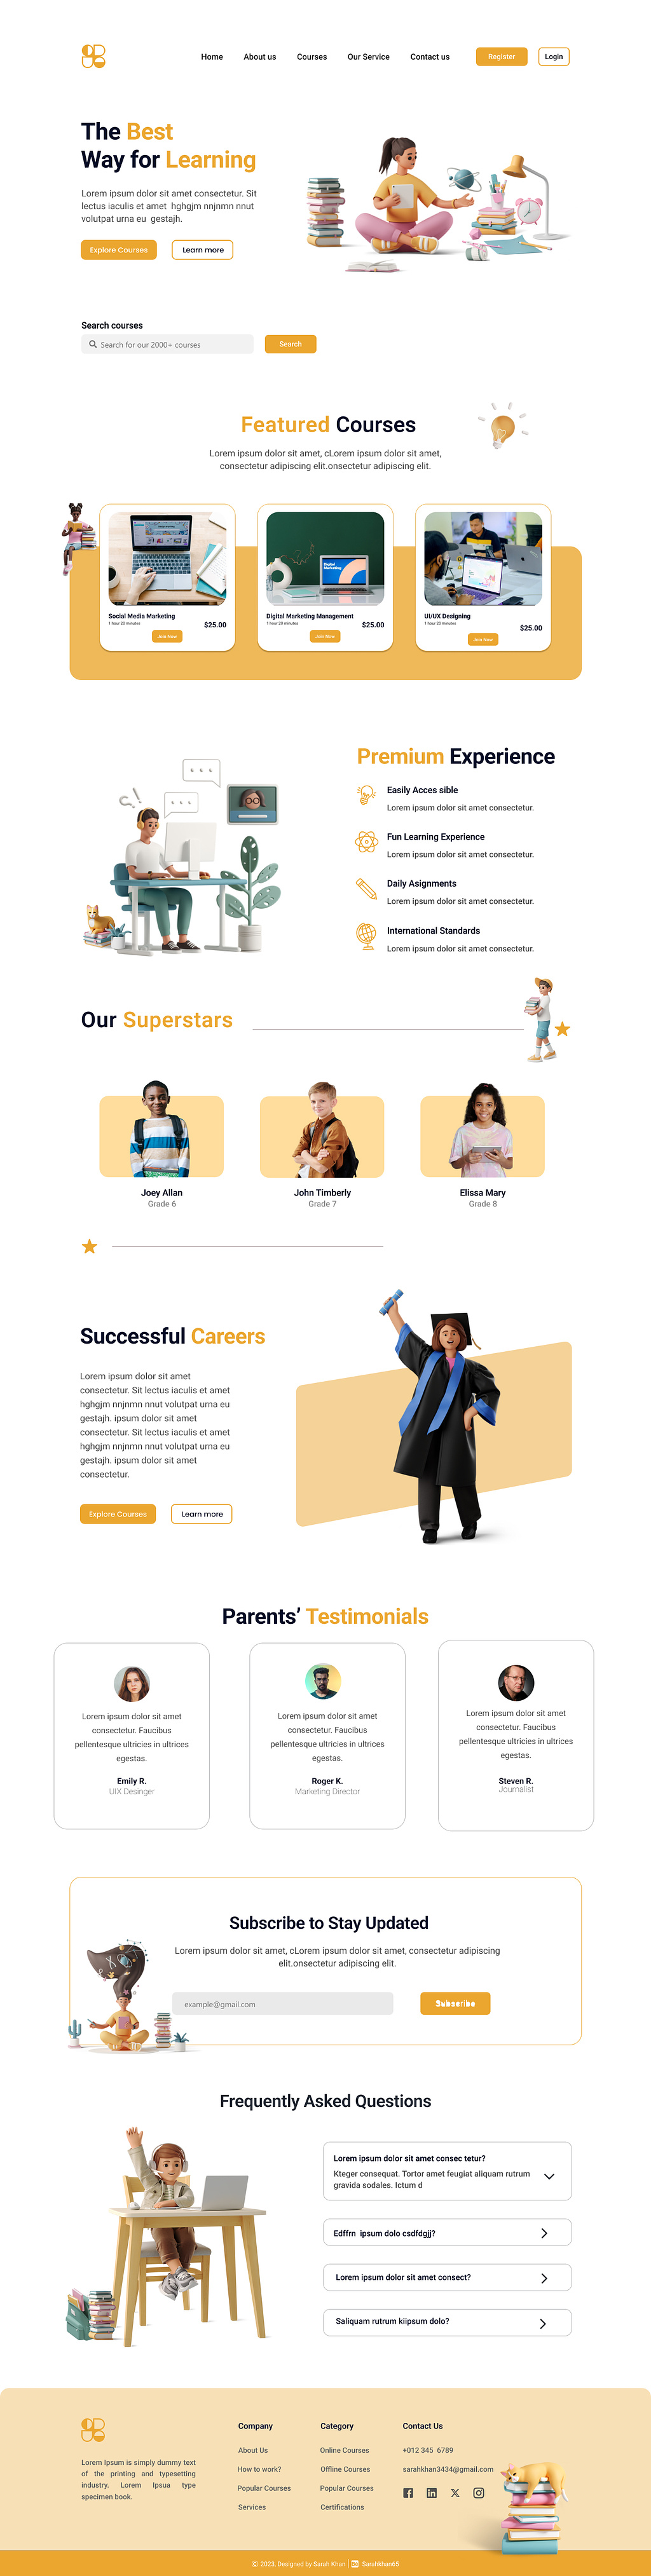 Home About us Courses Our Service Contact us Register Login
The Best
Way for Learning
Lorem ipsum dolor sit amet consectetur. Sit
lectus iaculis et amet hghgjm nnjnmn nnut
volutpat urna eu gestajh.
Explore Courses Learn more
Search courses
Search for our 2000+ courses Search
Featured Courses
Lorem ipsum dolor sit amet, cLorem ipsum dolor sit amet,
consectetur adipiscing elit.onsectetur adipiscing elit.
Digital
Marketing
Social Media Marketing
1 hour 20 minutes
$25.00
Join Now
Digital Marketing Management
1 hour 20 minutes
$25.00
Join Now
UI/UX Designing
1 hour 20 minutes
$25.00
Join Now
Premium Experience
Easily Acces sible
Lorem ipsum dolor sit amet consectetur.
Fun Learning Experience
Lorem ipsum dolor sit amet consectetur.
Daily Asignments
Lorem ipsum dolor sit amet consectetur.
International Standards
Lorem ipsum dolor sit amet consectetur.
Our Superstars
Joey Allan
Grade 6
John Timberly
Grade 7
Elissa Mary
Grade 8
Successful Careers
Lorem ipsum dolor sit amet
consectetur. Sit lectus iaculis et amet
hghgjm nnjnmn nnut volutpat urna eu
gestajh. ipsum dolor sit amet
consectetur. Sit lectus iaculis et amet
hghgjm nnjnmn nnut volutpat urna eu
gestajh. ipsum dolor sit amet
consectetur.
Explore Courses Learn more
Parents’ Testimonials
Lorem ipsum dolor sit amet
consectetur. Faucibus
pellentesque ultricies in ultrices
egestas.
Emily R.
UIX Desinger
Lorem ipsum dolor sit amet
consectetur. Faucibus
pellentesque ultricies in ultrices
egestas.
Roger K.
Marketing Director
Lorem ipsum dolor sit amet
consectetur. Faucibus
pellentesque ultricies in ultrices
egestas.
Steven R.
Journalist
Subscribe to Stay Updated
Lorem ipsum dolor sit amet, cLorem ipsum dolor sit amet, consectetur adipiscing
elit.onsectetur adipiscing elit.
example@gmail.com Subscribe
Frequently Asked Questions
Lorem ipsum dolor sit amet consec tetur?
Kteger consequat. Tortor amet feugiat aliquam rutrum
gravida sodales. Ictum d
Edffrn ipsum dolo csdfdgjj?
Lorem ipsum dolor sit amet consect?
Saliquam rutrum kiipsum dolo?
Lorem Ipsum is simply dummy text
of the printing and typesetting
industry. Lorem Ipsua type
specimen book.
Company
About Us
How to work?
Popular Courses
Services
Category
Online Courses
Offline Courses
Popular Courses
Certifications
Contact Us
+012 345 6789
sarahkhan3434@gmail.com
© 2023, Designed by Sarah Khan | Sarahkhan65